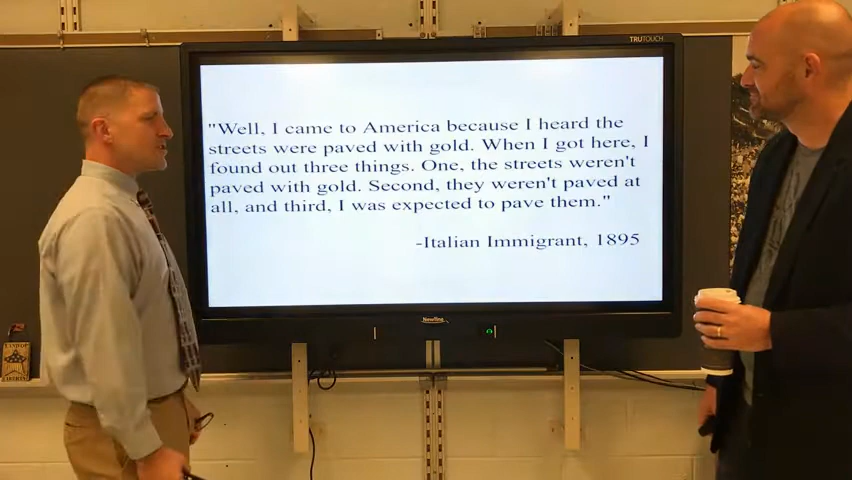 TRUTOUCH
"Well, I came to America because I heard the
streets were paved with gold. When I got here, I
found out three things. One, the streets weren't
paved with gold. Second, they weren't paved at
all, and third, I was expected to pave them."
-Italian Immigrant, 1895
Newline